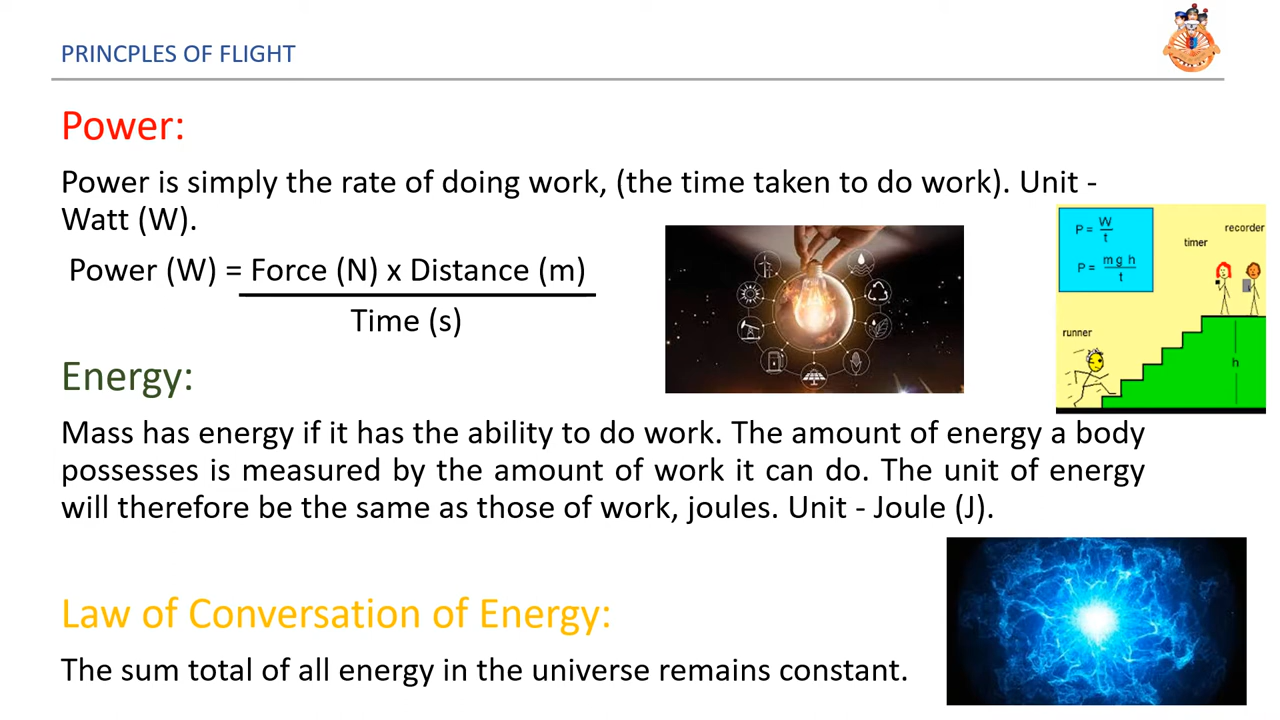 PRINCPLES OF FLIGHT
Power:
Power is simply the rate of doing work, (the time taken to do work). Unit -
Watt (W).
Power (W) = Force (N) x Distance (m)
Time (s)
P = W
t
P = m g h
t
timer
recorder
runner
h
Energy:
Mass has energy if it has the ability to do work. The amount of energy a body
possesses is measured by the amount of work it can do. The unit of energy
will therefore be the same as those of work, joules. Unit - Joule (J).
Law of Conversation of Energy:
The sum total of all energy in the universe remains constant.